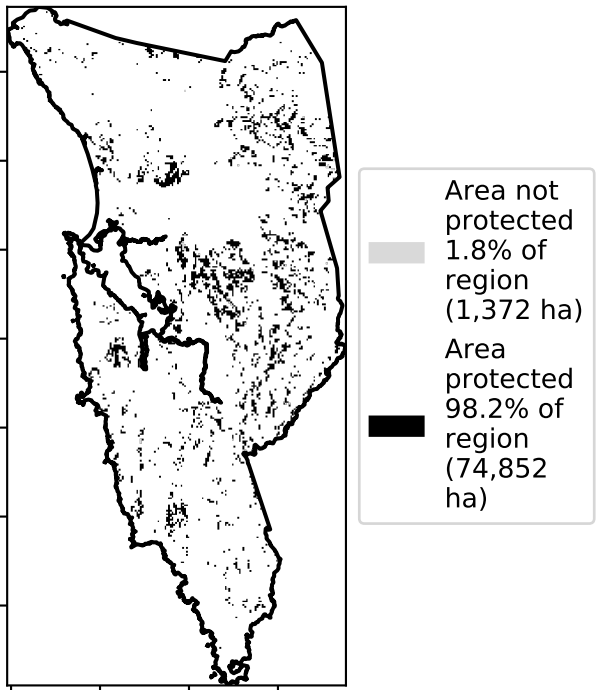 Area not
protected
1.8% of
region
(1,372 ha)
Area
protected
98.2% of
region
(74,852
ha)